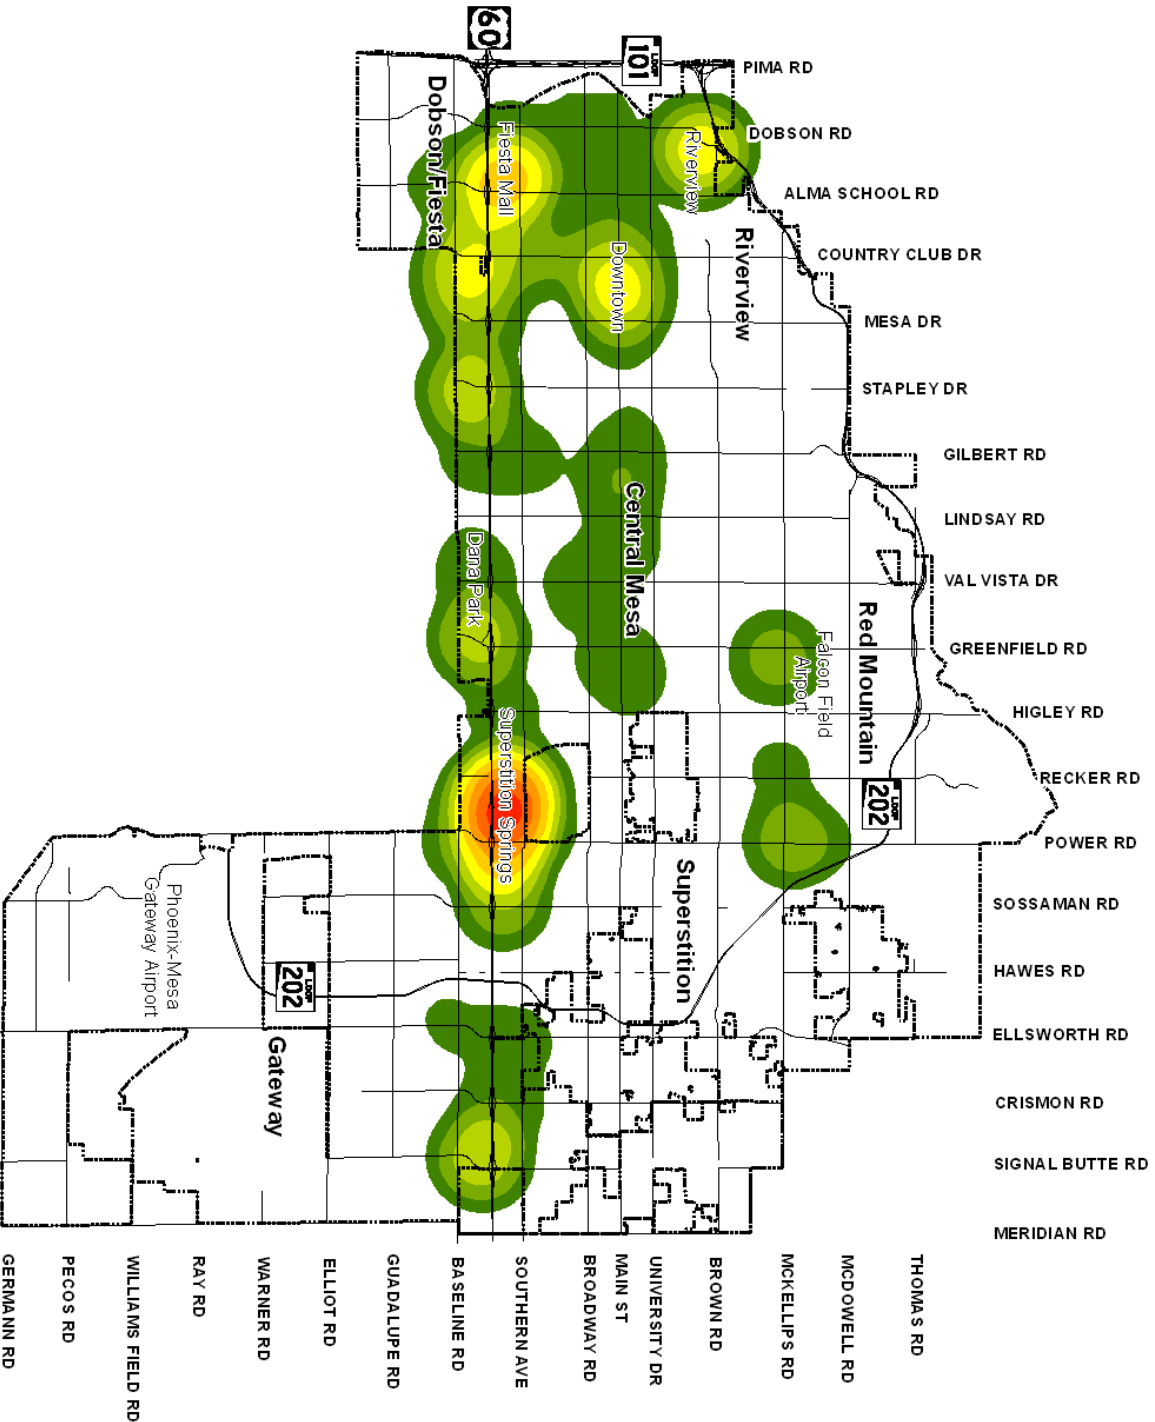 60
LOOP
101
PIMA RD
DOBSON RD
ALMA SCHOOL RD
COUNTRY CLUB DR
MESA DR
STAPLEY DR
GILBERT RD
LINDSAY RD
VAL VISTA DR
GREENFIELD RD
HIGLEY RD
RECKER RD
POWER RD
SOSSAMAN RD
HAWES RD
ELLSWORTH RD
CRISMON RD
SIGNAL BUTTE RD
MERIDIAN RD
Dobson/Fiesta
Fiesta Mall
Riverview
Riverview
Downtown
Central Mesa
Dana Park
Red Mountain
Falcon Field
Airport
Superstition Springs
LOOP
202
Superstition
Phoenix-Mesa
Gateway Airport
LOOP
202
Gateway
GERMANN RD
PECOS RD
WILLIAMS FIELD RD
RAY RD
WARNER RD
ELLIOT RD
GUADALUPE RD
BASELINE RD
SOUTHERN AVE
BROADWAY RD
MAIN ST
UNIVERSITY DR
BROWN RD
MCKELLIPS RD
MCDOWELL RD
THOMAS RD